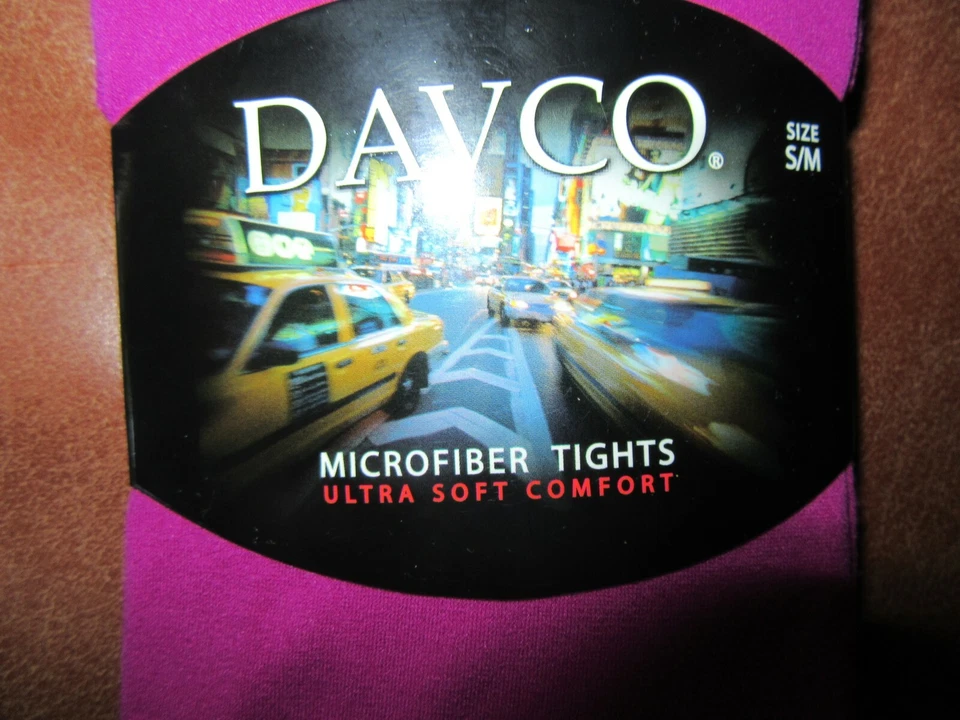 DAVCO®
SIZE
S/M
MICROFIBER TIGHTS
ULTRA SOFT COMFORT